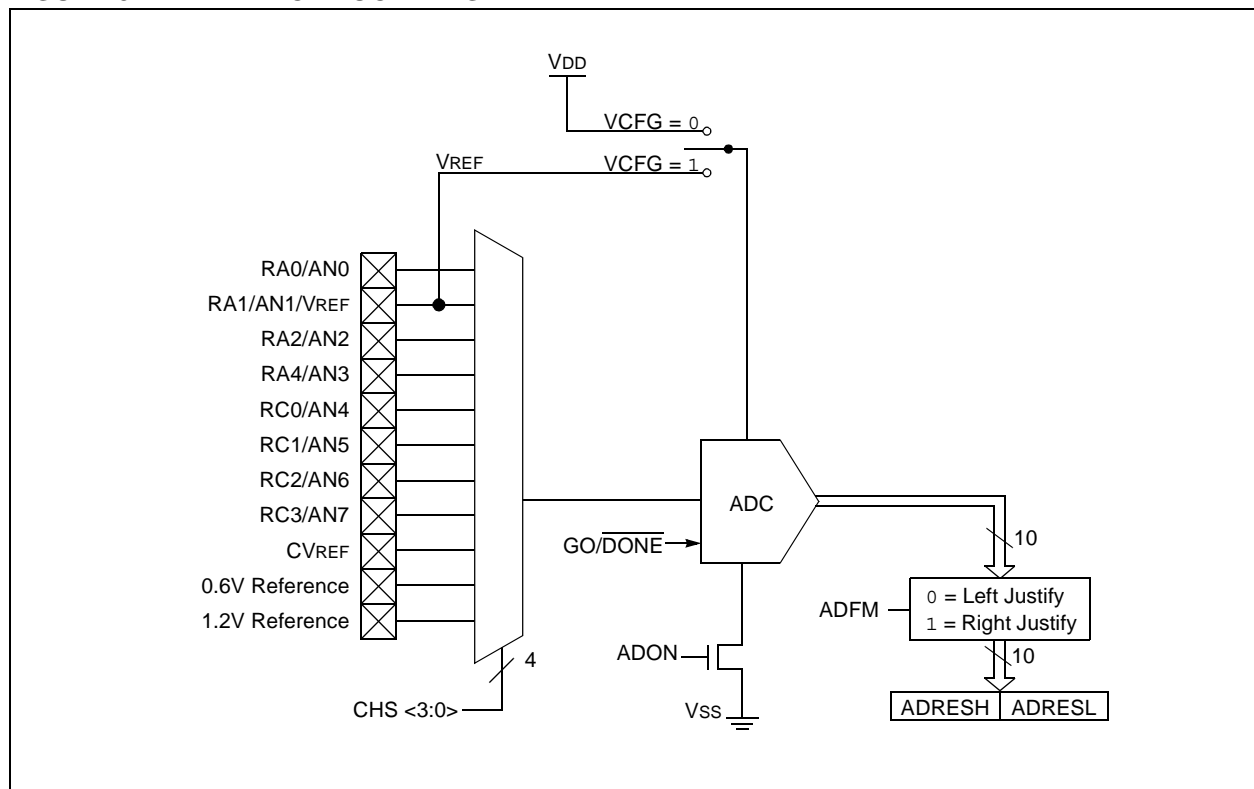 VDD
VCFG = 0
VREF
VCFG = 1
RA0/AN0
RA1/AN1/VREF
RA2/AN2
RA4/AN3
RC0/AN4
RC1/AN5
RC2/AN6
RC3/AN7
CVREF
0.6V Reference
1.2V Reference
CHS <3:0>
4
ADC
GO/DONE
ADON
VSS
10
ADFM
0 = Left Justify
1 = Right Justify
10
ADRESH ADRESL